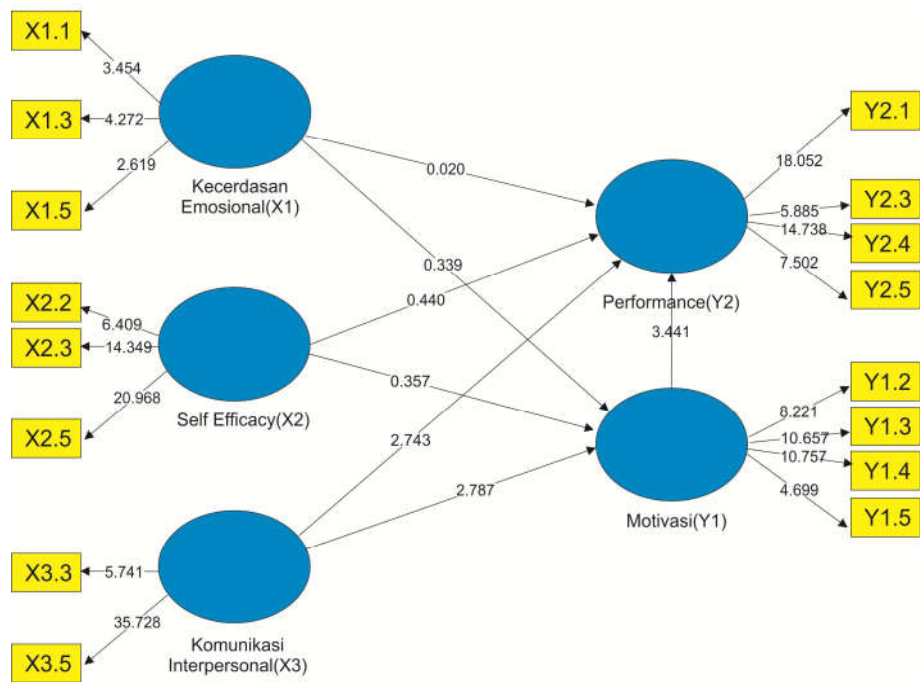 X1.1
3.454
X1.3
4.272
2.619
X1.5
Kecerdasan
Emosional(X1)
0.020
0.339
X2.2
6.409
X2.3
14.349
20.968
X2.5
Self Efficacy(X2)
0.440
0.357
X3.3
5.741
35.728
X3.5
Komunikasi
Interpersonal(X3)
2.743
2.787
Y2.1
18.052
Y2.3
5.885
14.738
Y2.4
7.502
Y2.5
Performance(Y2)
3.441
Y1.2
8.221
Y1.3
10.657
10.757
Y1.4
4.699
Y1.5
Motivasi(Y1)